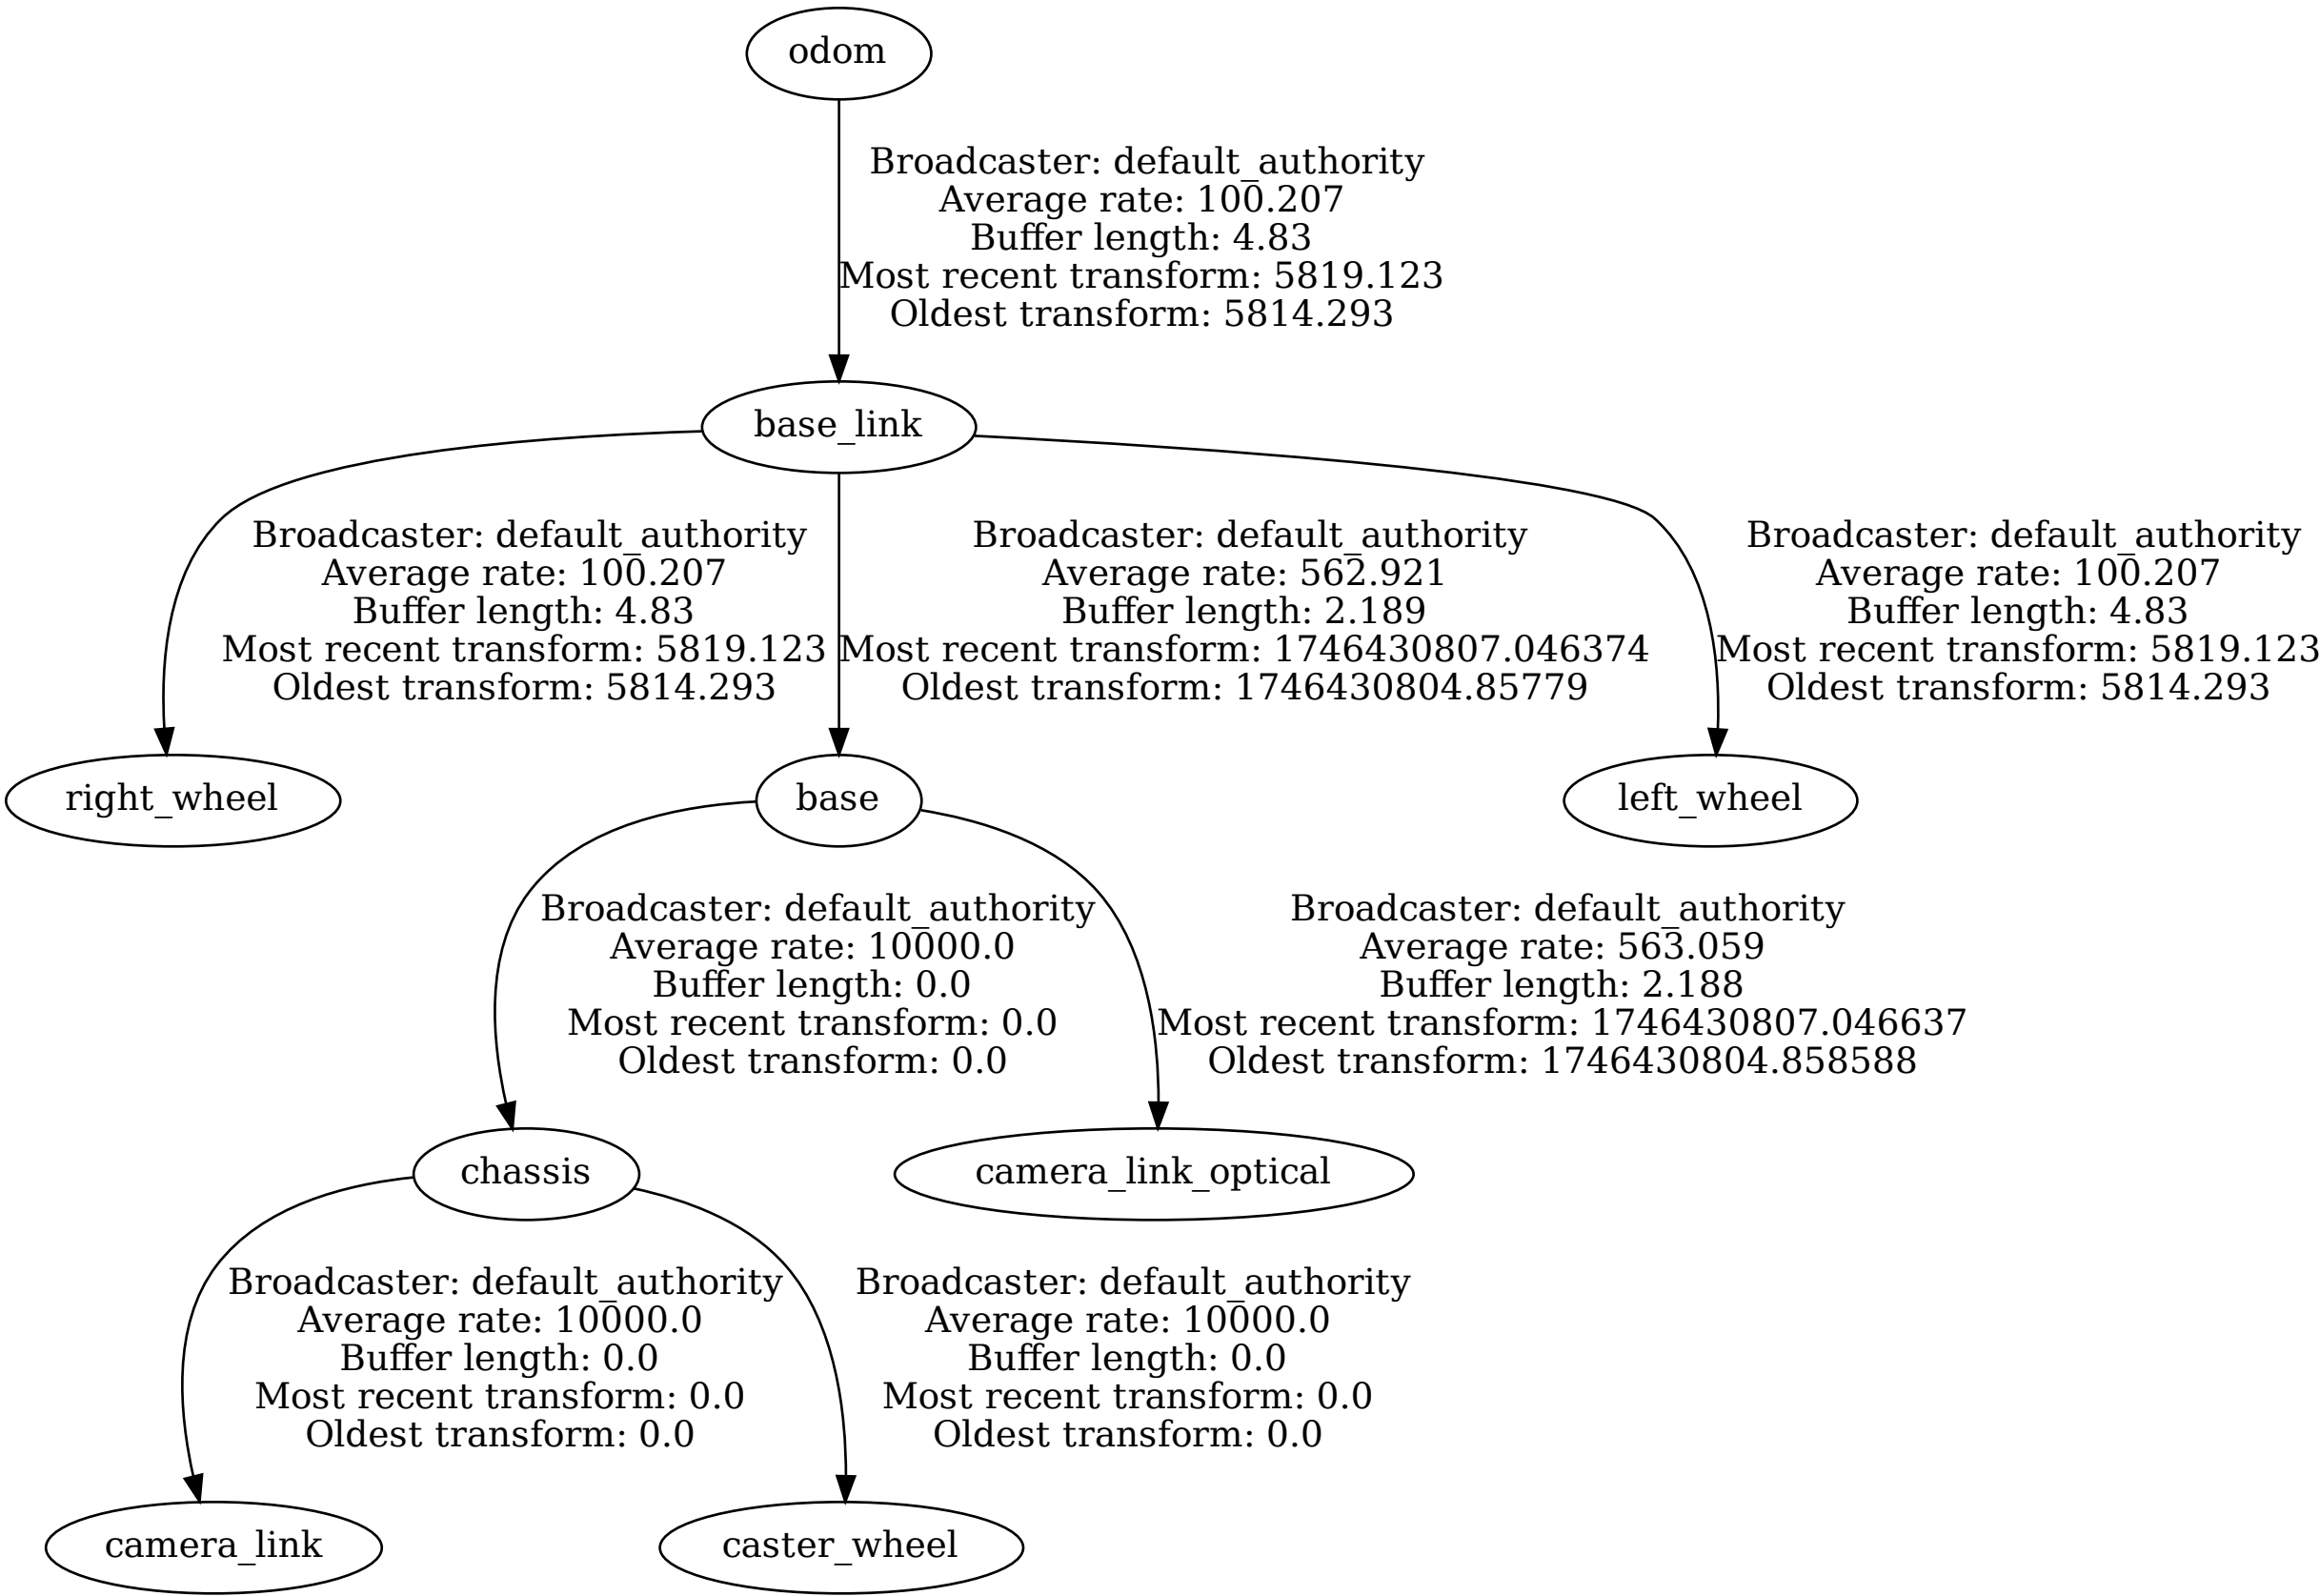 odom
Broadcaster: default_authority
Average rate: 100.207
Buffer length: 4.83
Most recent transform: 5819.123
Oldest transform: 5814.293
base_link
Broadcaster: default_authority
Average rate: 100.207
Buffer length: 4.83
Most recent transform: 5819.123
Oldest transform: 5814.293
Broadcaster: default_authority
Average rate: 562.921
Buffer length: 2.189
Most recent transform: 1746430807.046374
Oldest transform: 1746430804.85779
Broadcaster: default_authority
Average rate: 100.207
Buffer length: 4.83
Most recent transform: 5819.123
Oldest transform: 5814.293
right_wheel
base
left_wheel
Broadcaster: default_authority
Average rate: 10000.0
Buffer length: 0.0
Most recent transform: 0.0
Oldest transform: 0.0
Broadcaster: default_authority
Average rate: 563.059
Buffer length: 2.188
Most recent transform: 1746430807.046637
Oldest transform: 1746430804.858588
chassis
camera_link_optical
Broadcaster: default_authority
Average rate: 10000.0
Buffer length: 0.0
Most recent transform: 0.0
Oldest transform: 0.0
Broadcaster: default_authority
Average rate: 10000.0
Buffer length: 0.0
Most recent transform: 0.0
Oldest transform: 0.0
camera_link
caster_wheel